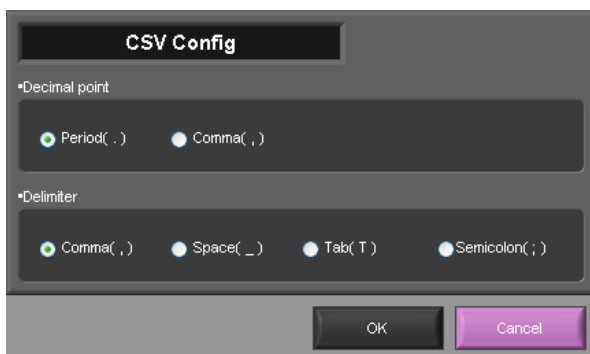 CSV Config
▪Decimal point
Period( . ) Comma( , )
▪Delimiter
Comma( , ) Space( _ ) Tab( T ) Semicolon( ; )
OK Cancel